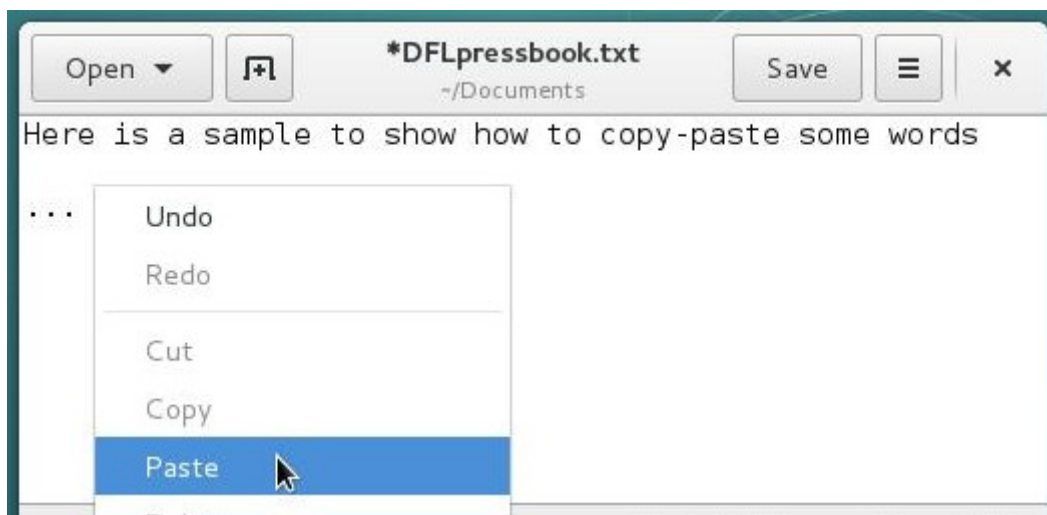 Open
*DFLpressbook.txt
~/Documents
Save
Here is a sample to show how to copy-paste some words
...
Undo
Redo
Cut
Copy
Paste